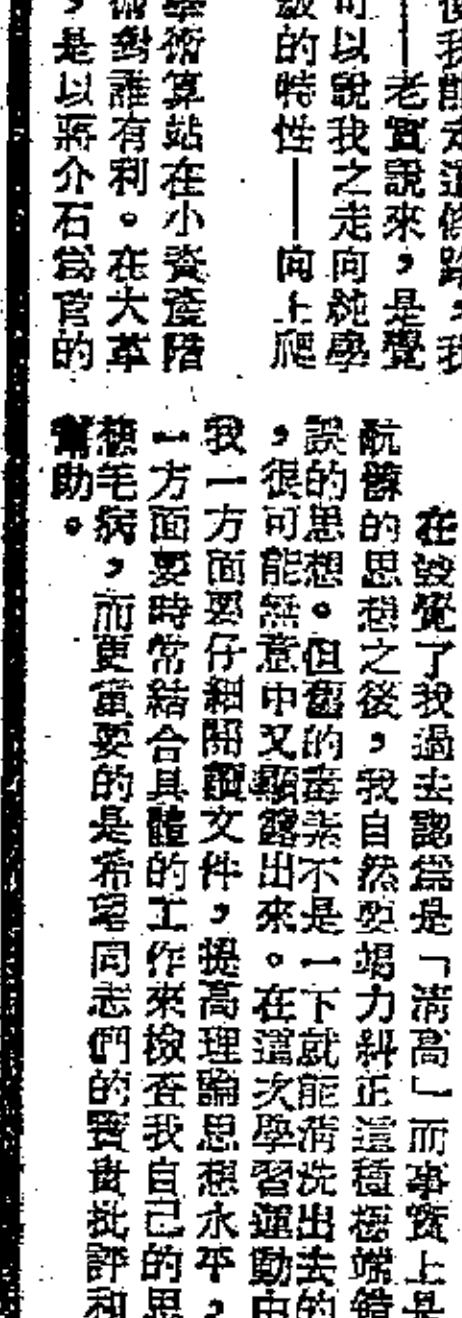 使我能走這條路，我
——老實說來，是覺
可以說我之走向純學
級的特性——向上爬
學術算站在小資產階
術對誰有利。在大革
，是以蔣介石爲首的
在發覺了我過去認爲是「清高」而事實上是
骯髒的思想之後，我自然要竭力糾正這種極端錯
誤的思想。但舊的毒素不是一下就能清洗出去的
，很可能無意中又顯露出來。在這次學習運動中
我一方面要仔細閱讀文件，提高理論思想水平，
一方面要時常結合具體的工作來檢查我自己的思
想毛病，而更重要的是希望同志們的寶貴批評和
幫助。